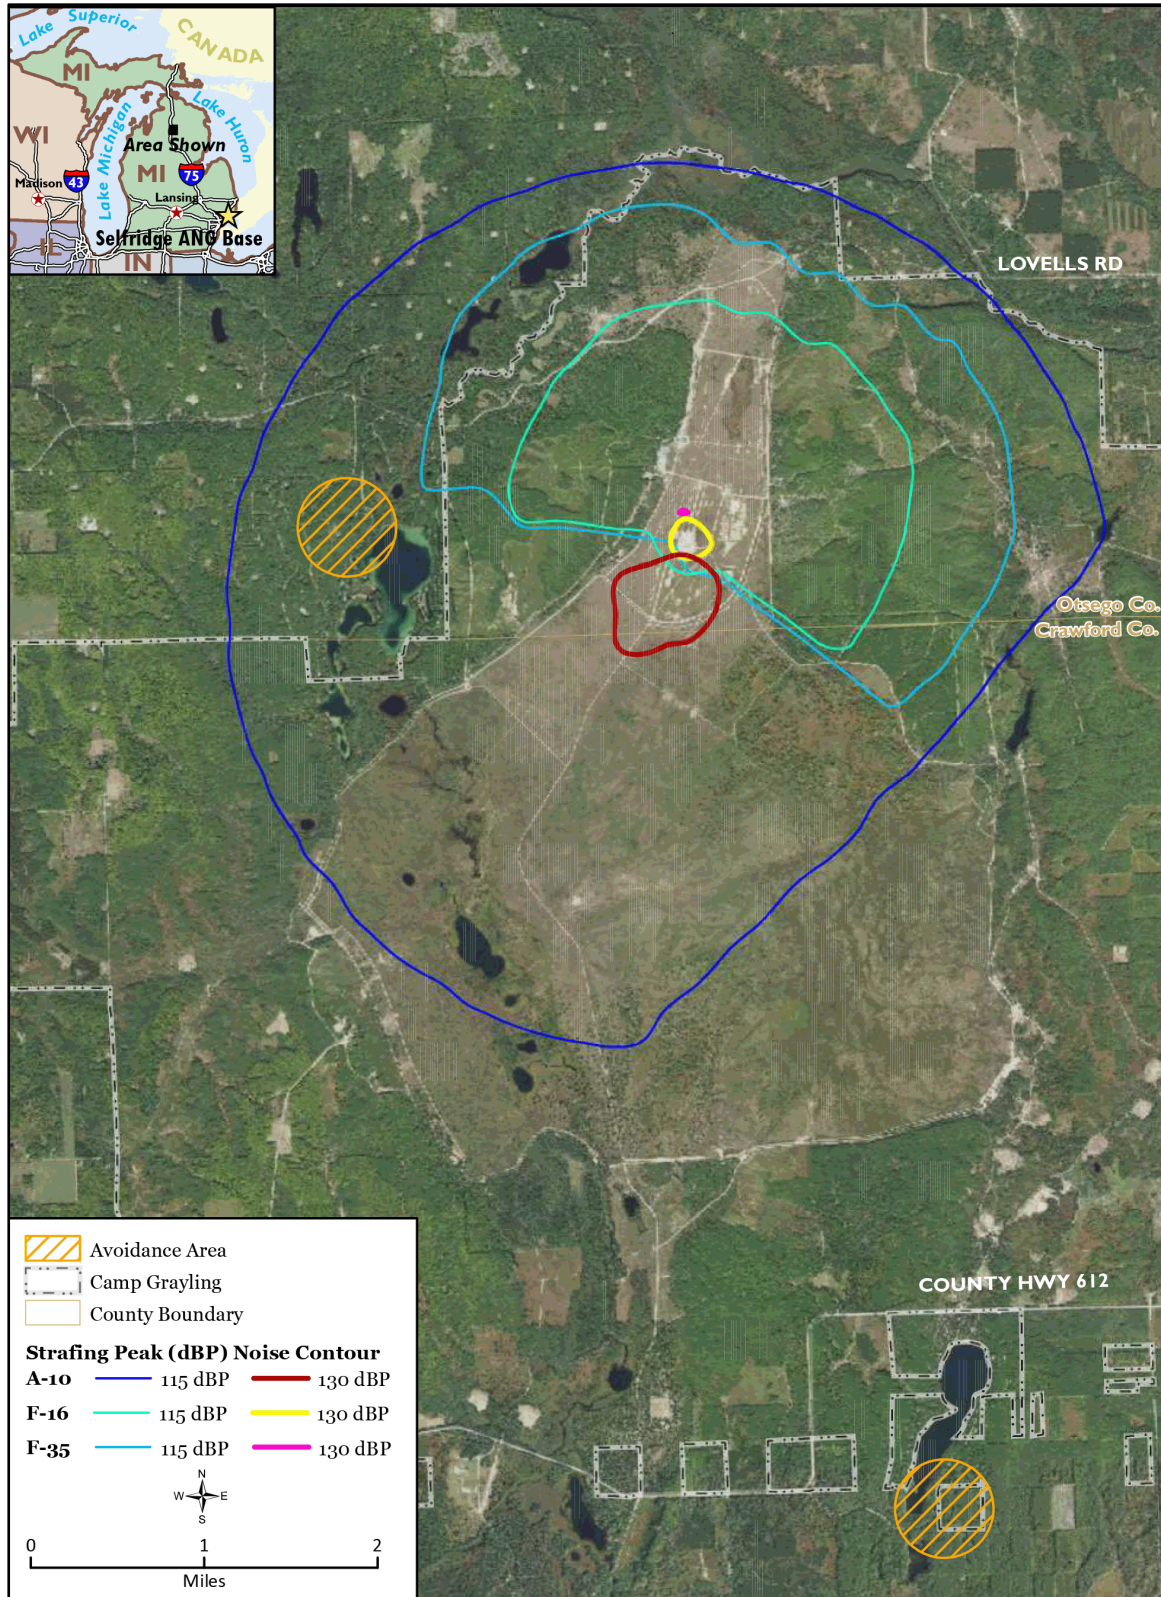 Lake Superior
CANADA
MI
Lake Huron
WI
Lake Michigan
Area Shown
MI
Madison
43
75
Lansing
Selfridge ANG Base
IL
IN
LOVELLS RD
Otsego Co.
Crawford Co.
COUNTY HWY 612
Avoidance Area
Camp Grayling
County Boundary
Strafing Peak (dBP) Noise Contour
A-10 115 dBP 130 dBP
F-16 115 dBP 130 dBP
F-35 115 dBP 130 dBP
N
W E
S
0 1 2
Miles